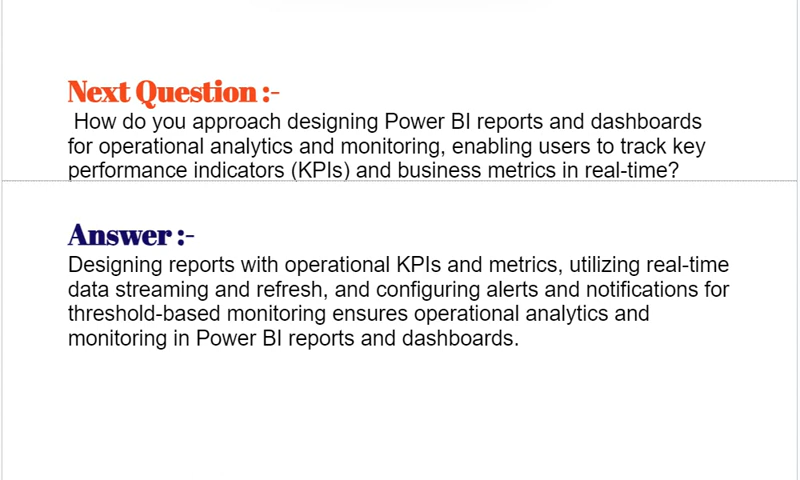 Next Question :-
How do you approach designing Power BI reports and dashboards
for operational analytics and monitoring, enabling users to track key
performance indicators (KPIs) and business metrics in real-time?
Answer :-
Designing reports with operational KPIs and metrics, utilizing real-time
data streaming and refresh, and configuring alerts and notifications for
threshold-based monitoring ensures operational analytics and
monitoring in Power BI reports and dashboards.